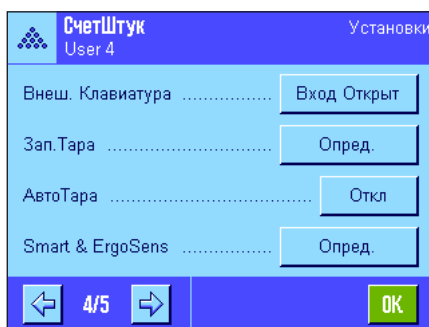 СчетШтук Установки
User 4
Внеш. Клавиатура ................ Вход Открыт
Зап.Тара ............................ Опред.
АвтоТара .................................. Откл
Smart & ErgoSens ................ Опред.
4/5 OK